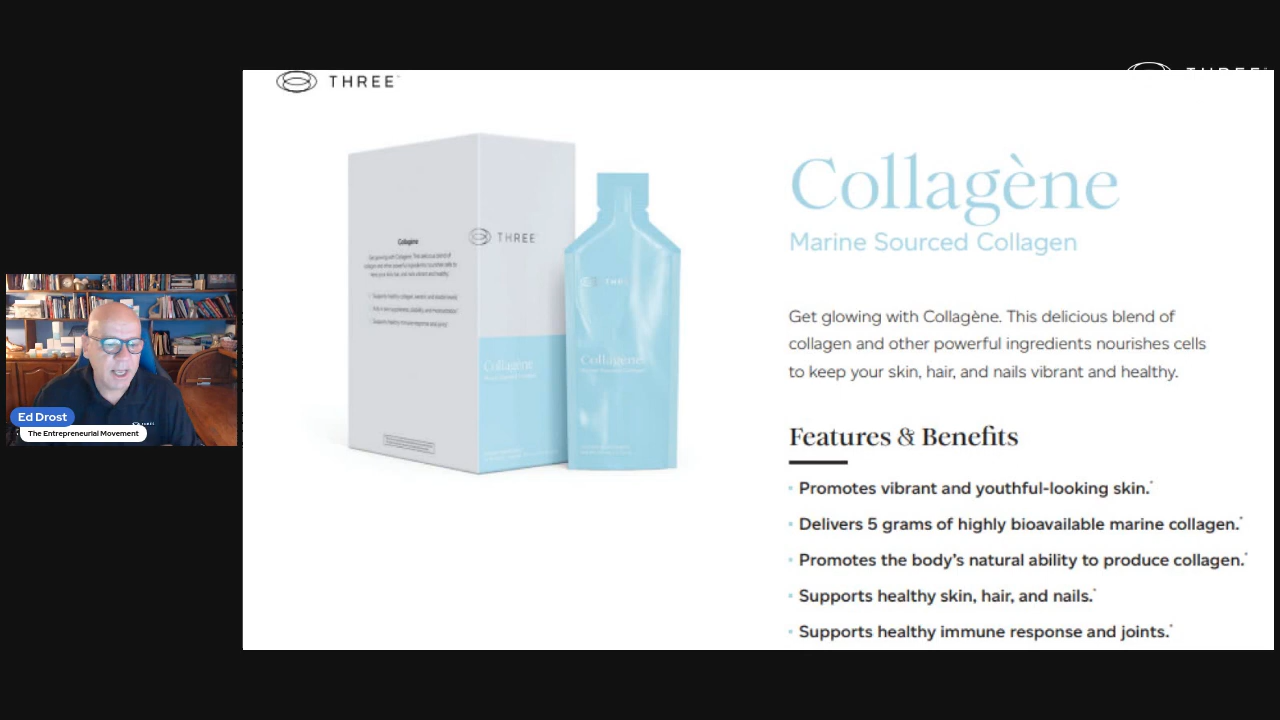 THREE
THREE
Collagène
Marine Sourced Collagen
Get glowing with Collagène. This delicious blend of
collagen and other powerful ingredients nourishes cells
to keep your skin, hair, and nails vibrant and healthy.
Features & Benefits
• Promotes vibrant and youthful-looking skin.*
• Delivers 5 grams of highly bioavailable marine collagen.*
• Promotes the body's natural ability to produce collagen.*
• Supports healthy skin, hair, and nails.*
• Supports healthy immune response and joints.*
Collagène
THREE
Collagène
Collagène
Ed Drost
The Entrepreneurial Movement